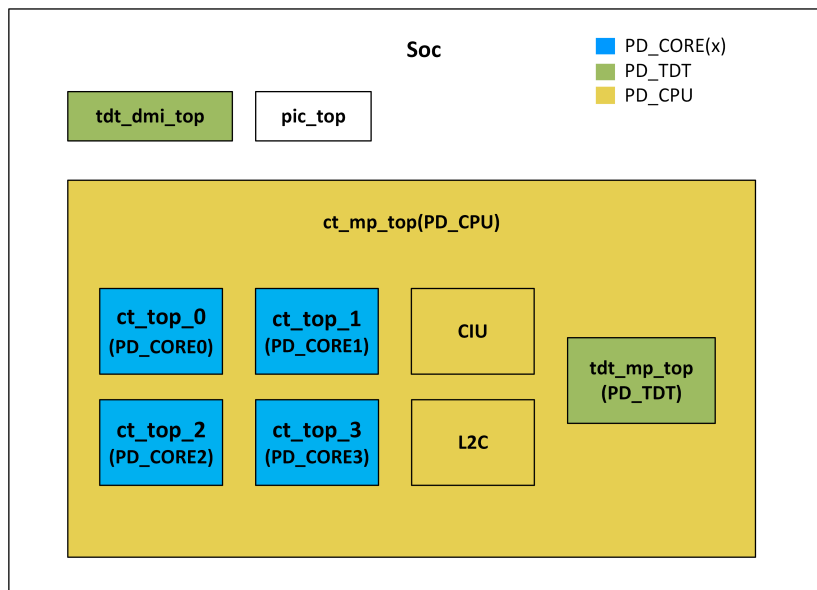 Soc
PD_CORE(x)
PD_TDT
PD_CPU
tdt_dmi_top
pic_top
ct_mp_top(PD_CPU)
ct_top_0
(PD_CORE0)
ct_top_1
(PD_CORE1)
CIU
tdt_mp_top
(PD_TDT)
ct_top_2
(PD_CORE2)
ct_top_3
(PD_CORE3)
L2C